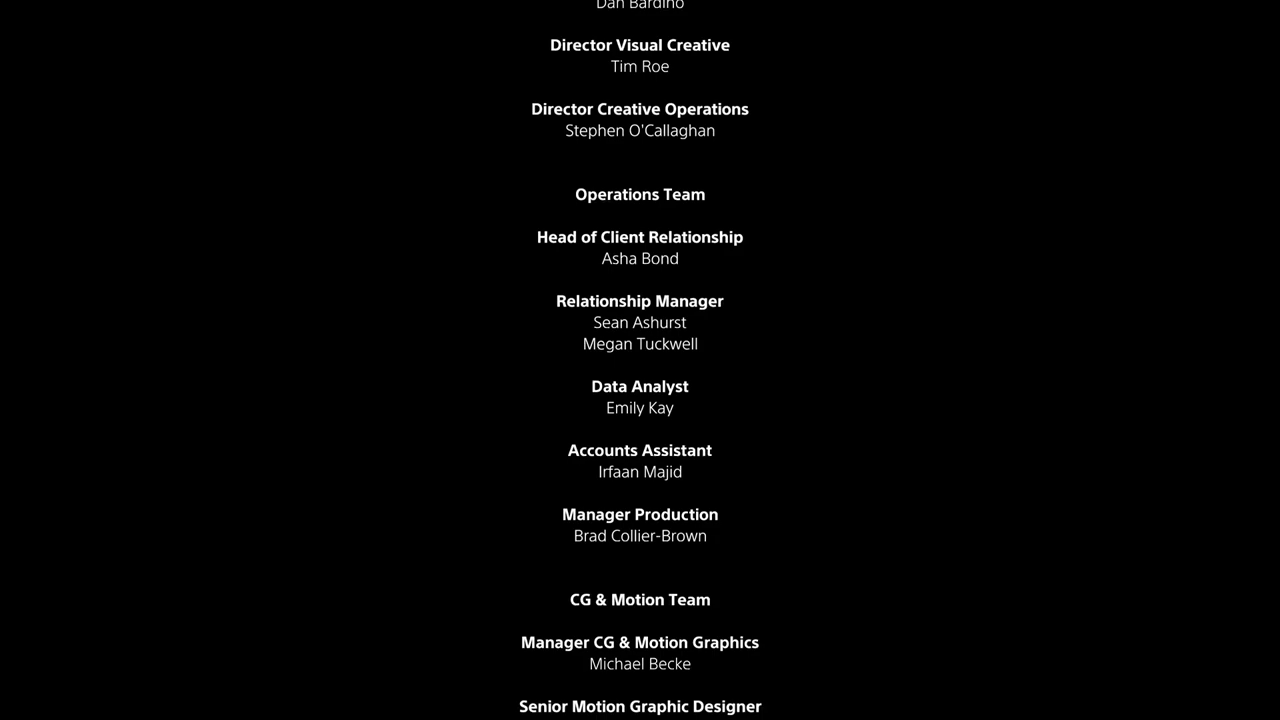 Dan Bardino
Director Visual Creative
Tim Roe
Director Creative Operations
Stephen O'Callaghan
Operations Team
Head of Client Relationship
Asha Bond
Relationship Manager
Sean Ashurst
Megan Tuckwell
Data Analyst
Emily Kay
Accounts Assistant
Irfaan Majid
Manager Production
Brad Collier-Brown
CG & Motion Team
Manager CG & Motion Graphics
Michael Becke
Senior Motion Graphic Designer